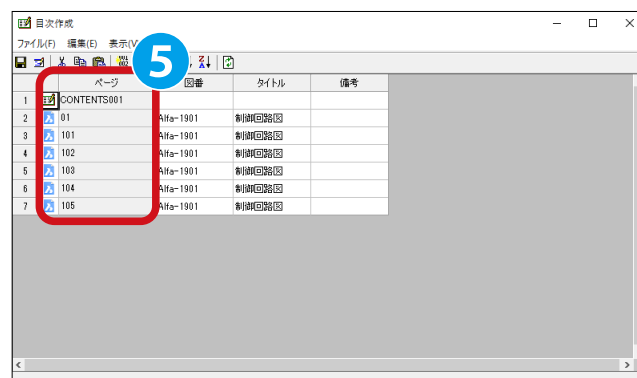 目次作成
ファイル(F) 編集(E) 表示(V
5
ページ 図番 タイトル 備考
1 CONTENTS001
2 01 Alfa-1901 制御回路図
3 101 Alfa-1901 制御回路図
4 102 Alfa-1901 制御回路図
5 103 Alfa-1901 制御回路図
6 104 Alfa-1901 制御回路図
7 105 Alfa-1901 制御回路図